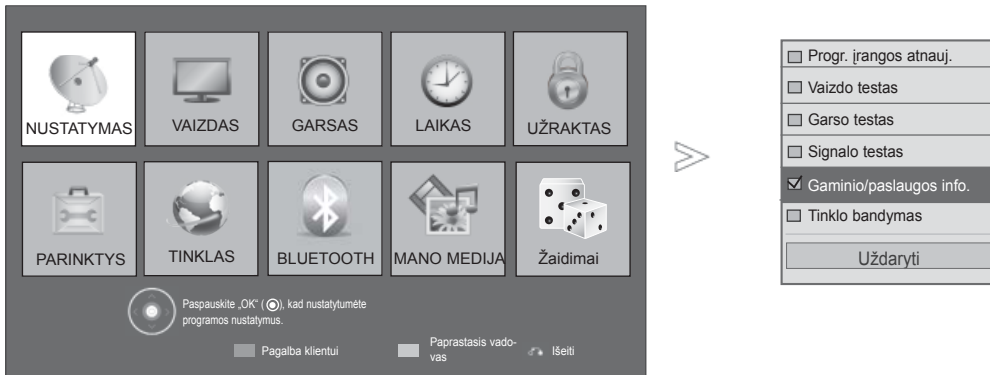 NUSTATYMAS
VAIZDAS
GARSAS
LAIKAS
UŽRAKTAS
PARINKTYS
TINKLAS
BLUETOOTH
MANO MEDIJA
Žaidimai
Paspauskite „OK“ (◉), kad nustatytumėte
programos nustatymus.
Pagalba klientui
Paprastasis vado-
vas
Išeiti
Progr. įrangos atnauj.
Vaizdo testas
Garso testas
Signalo testas
Gaminio/paslaugos info.
Tinklo bandymas
Uždaryti